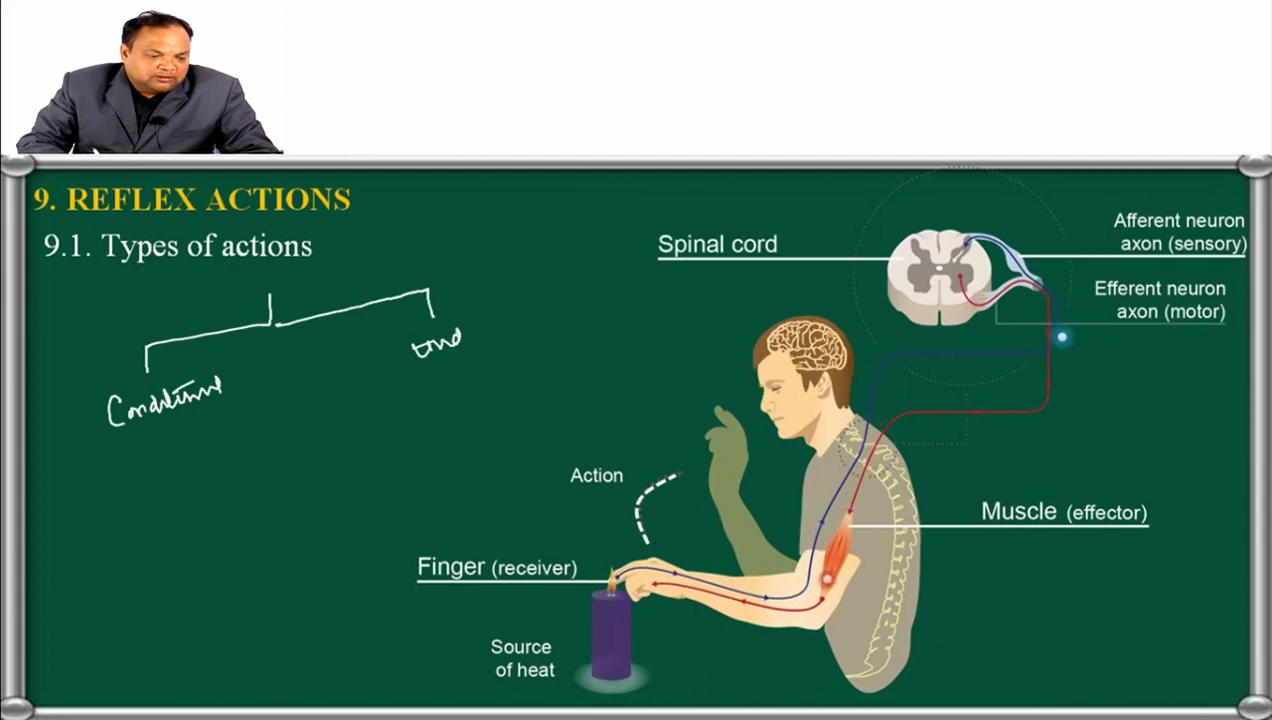 9. REFLEX ACTIONS
9.1. Types of actions
Spinal cord
Afferent neuron
axon (sensory)
Efferent neuron
axon (motor)
Action
Muscle (effector)
Finger (receiver)
Source
of heat